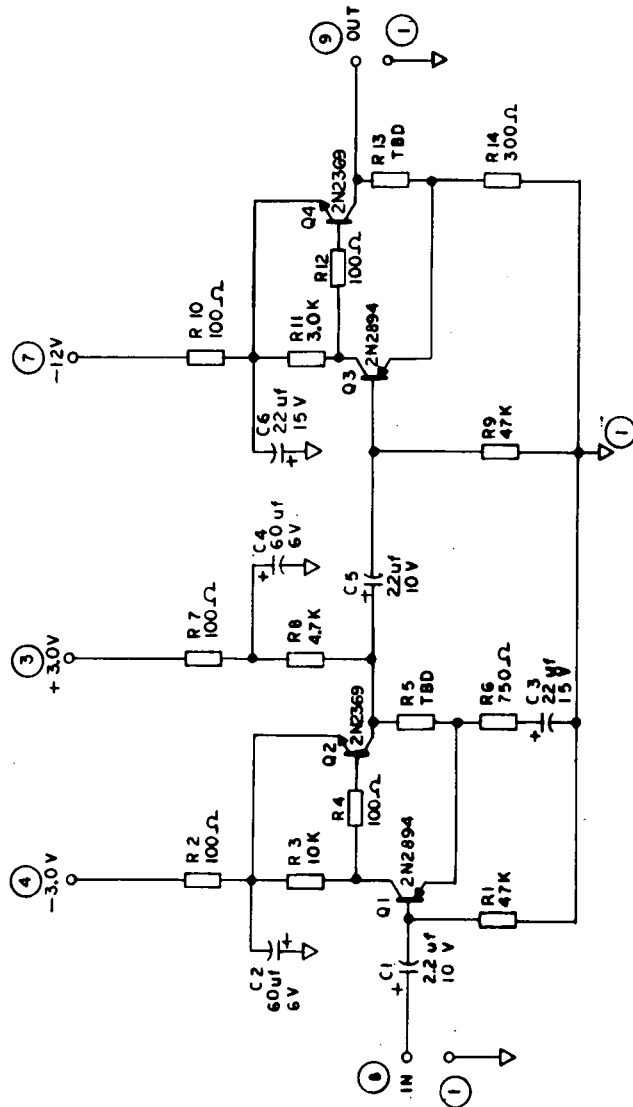 4
-3.0V
R2
100Ω
C2
60uf
6V
+
R3
10K
R4
100Ω
Q2
2N2369
Q1
2N2894
8
IN
1
+
C1
2.2uf
10V
R1
47K
R5
TBD
R6
750Ω
+
C3
22uf
15V
3
+3.0V
R7
100Ω
+
C4
60uf
6V
R8
4.7K
+
C5
22uf
10V
7
-12V
R10
100Ω
C6
22uf
15V
+
R11
3.0K
R12
100Ω
Q4
2N2369
Q3
2N2894
R9
47K
1
R13
TBD
R14
300Ω
9
OUT
1